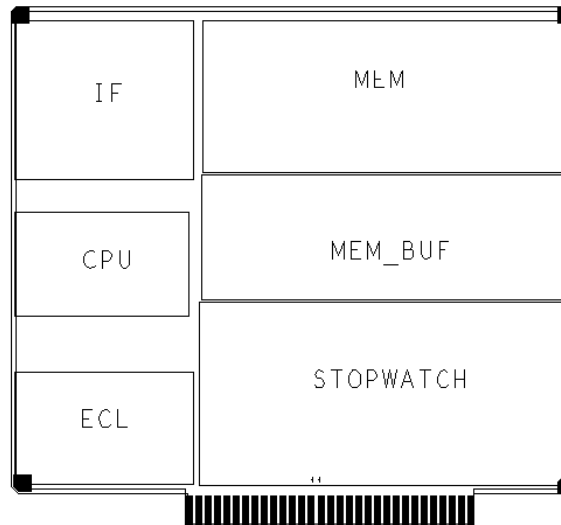 IF
MEM
CPU
MEM_BUF
STOPWATCH
ECL